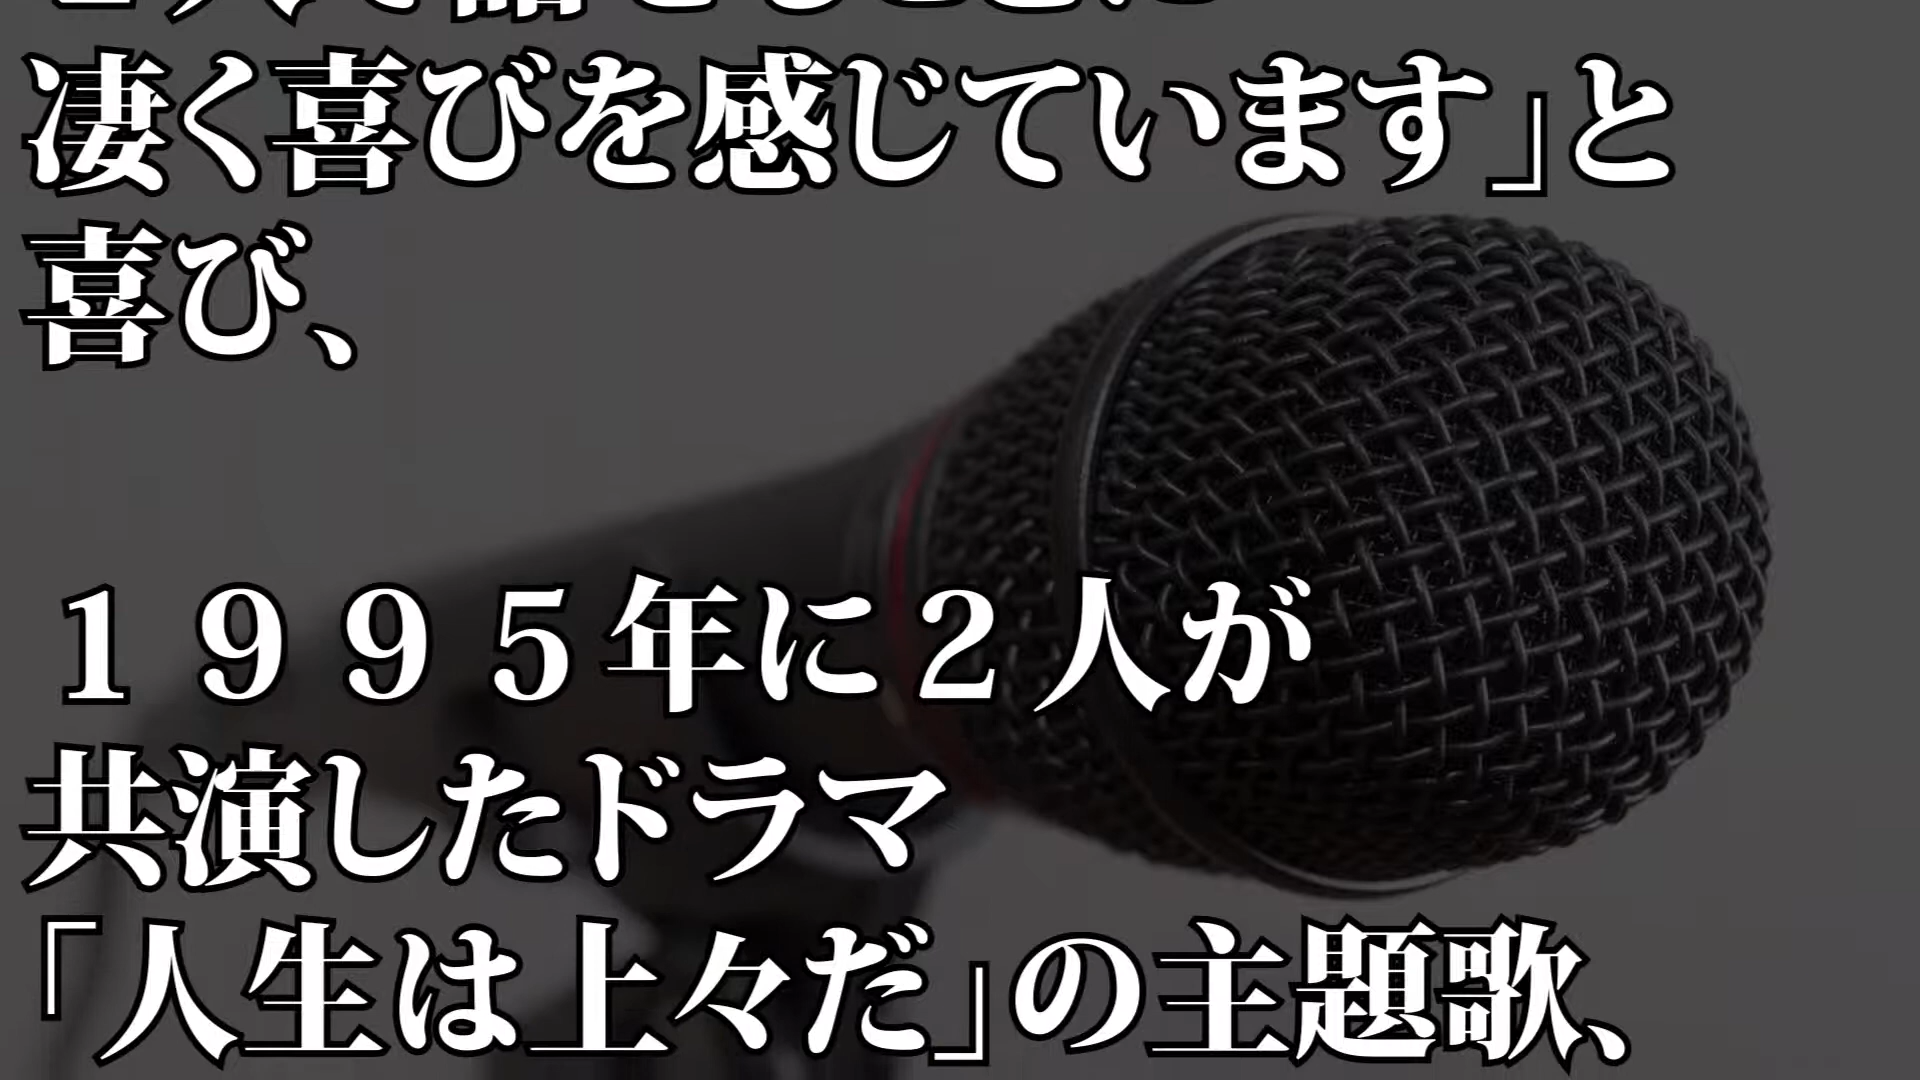 凄く喜びを感じています」と
喜び、
１９９５年に２人が
共演したドラマ
「人生は上々だ」の主題歌、